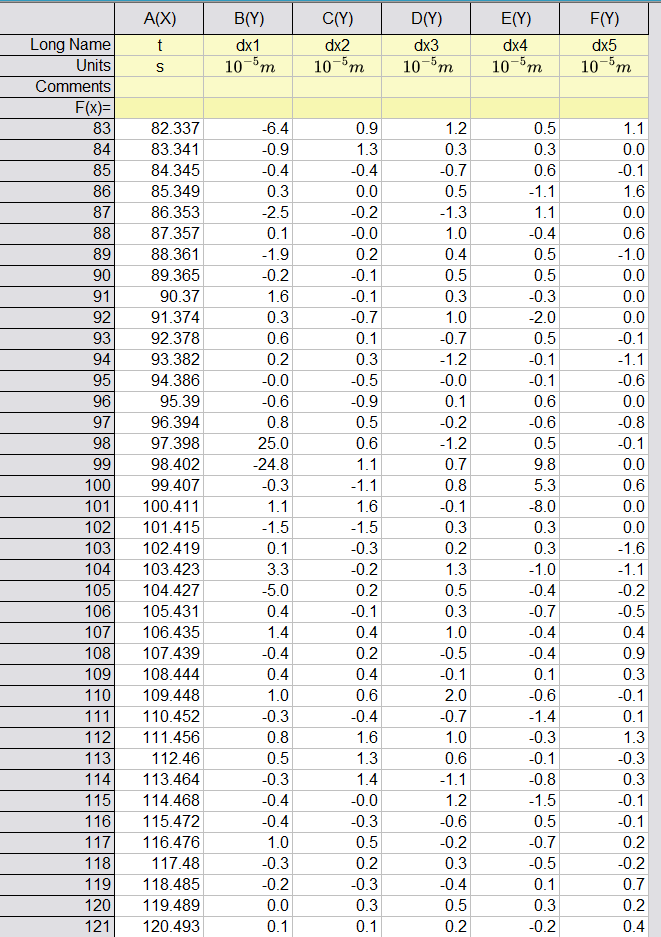 A(X) B(Y) C(Y) D(Y) E(Y) F(Y)
Long Name t dx1 dx2 dx3 dx4 dx5
Units s 10⁻⁵m 10⁻⁵m 10⁻⁵m 10⁻⁵m 10⁻⁵m
Comments
F(x)=
83 82.337 -6.4 0.9 1.2 0.5 1.1
84 83.341 -0.9 1.3 0.3 0.3 0.0
85 84.345 -0.4 -0.4 -0.7 0.6 -0.1
86 85.349 0.3 0.0 0.5 -1.1 1.6
87 86.353 -2.5 -0.2 -1.3 1.1 0.0
88 87.357 0.1 -0.0 1.0 -0.4 0.6
89 88.361 -1.9 0.2 0.4 0.5 -1.0
90 89.365 -0.2 -0.1 0.5 0.5 0.0
91 90.37 1.6 -0.1 0.3 -0.3 0.0
92 91.374 0.3 -0.7 1.0 -2.0 0.0
93 92.378 0.6 0.1 -0.7 0.5 -0.1
94 93.382 0.2 0.3 -1.2 -0.1 -1.1
95 94.386 -0.0 -0.5 -0.0 -0.1 -0.6
96 95.39 -0.6 -0.9 0.1 0.6 0.0
97 96.394 0.8 0.5 -0.2 -0.6 -0.8
98 97.398 25.0 0.6 -1.2 0.5 -0.1
99 98.402 -24.8 1.1 0.7 9.8 0.0
100 99.407 -0.3 -1.1 0.8 5.3 0.6
101 100.411 1.1 1.6 -0.1 -8.0 0.0
102 101.415 -1.5 -1.5 0.3 0.3 0.0
103 102.419 0.1 -0.3 0.2 0.3 -1.6
104 103.423 3.3 -0.2 1.3 -1.0 -1.1
105 104.427 -5.0 0.2 0.5 -0.4 -0.2
106 105.431 0.4 -0.1 0.3 -0.7 -0.5
107 106.435 1.4 0.4 1.0 -0.4 0.4
108 107.439 -0.4 0.2 -0.5 -0.4 0.9
109 108.444 0.4 0.4 -0.1 0.1 0.3
110 109.448 1.0 0.6 2.0 -0.6 -0.1
111 110.452 -0.3 -0.4 -0.7 -1.4 0.1
112 111.456 0.8 1.6 1.0 -0.3 1.3
113 112.46 0.5 1.3 0.6 -0.1 -0.3
114 113.464 -0.3 1.4 -1.1 -0.8 0.3
115 114.468 -0.4 -0.0 1.2 -1.5 -0.1
116 115.472 -0.4 -0.3 -0.6 0.5 -0.1
117 116.476 1.0 0.5 -0.2 -0.7 0.2
118 117.48 -0.3 0.2 0.3 -0.5 -0.2
119 118.485 -0.2 -0.3 -0.4 0.1 0.7
120 119.489 0.0 0.3 0.5 0.3 0.2
121 120.493 0.1 0.1 0.2 -0.2 0.4